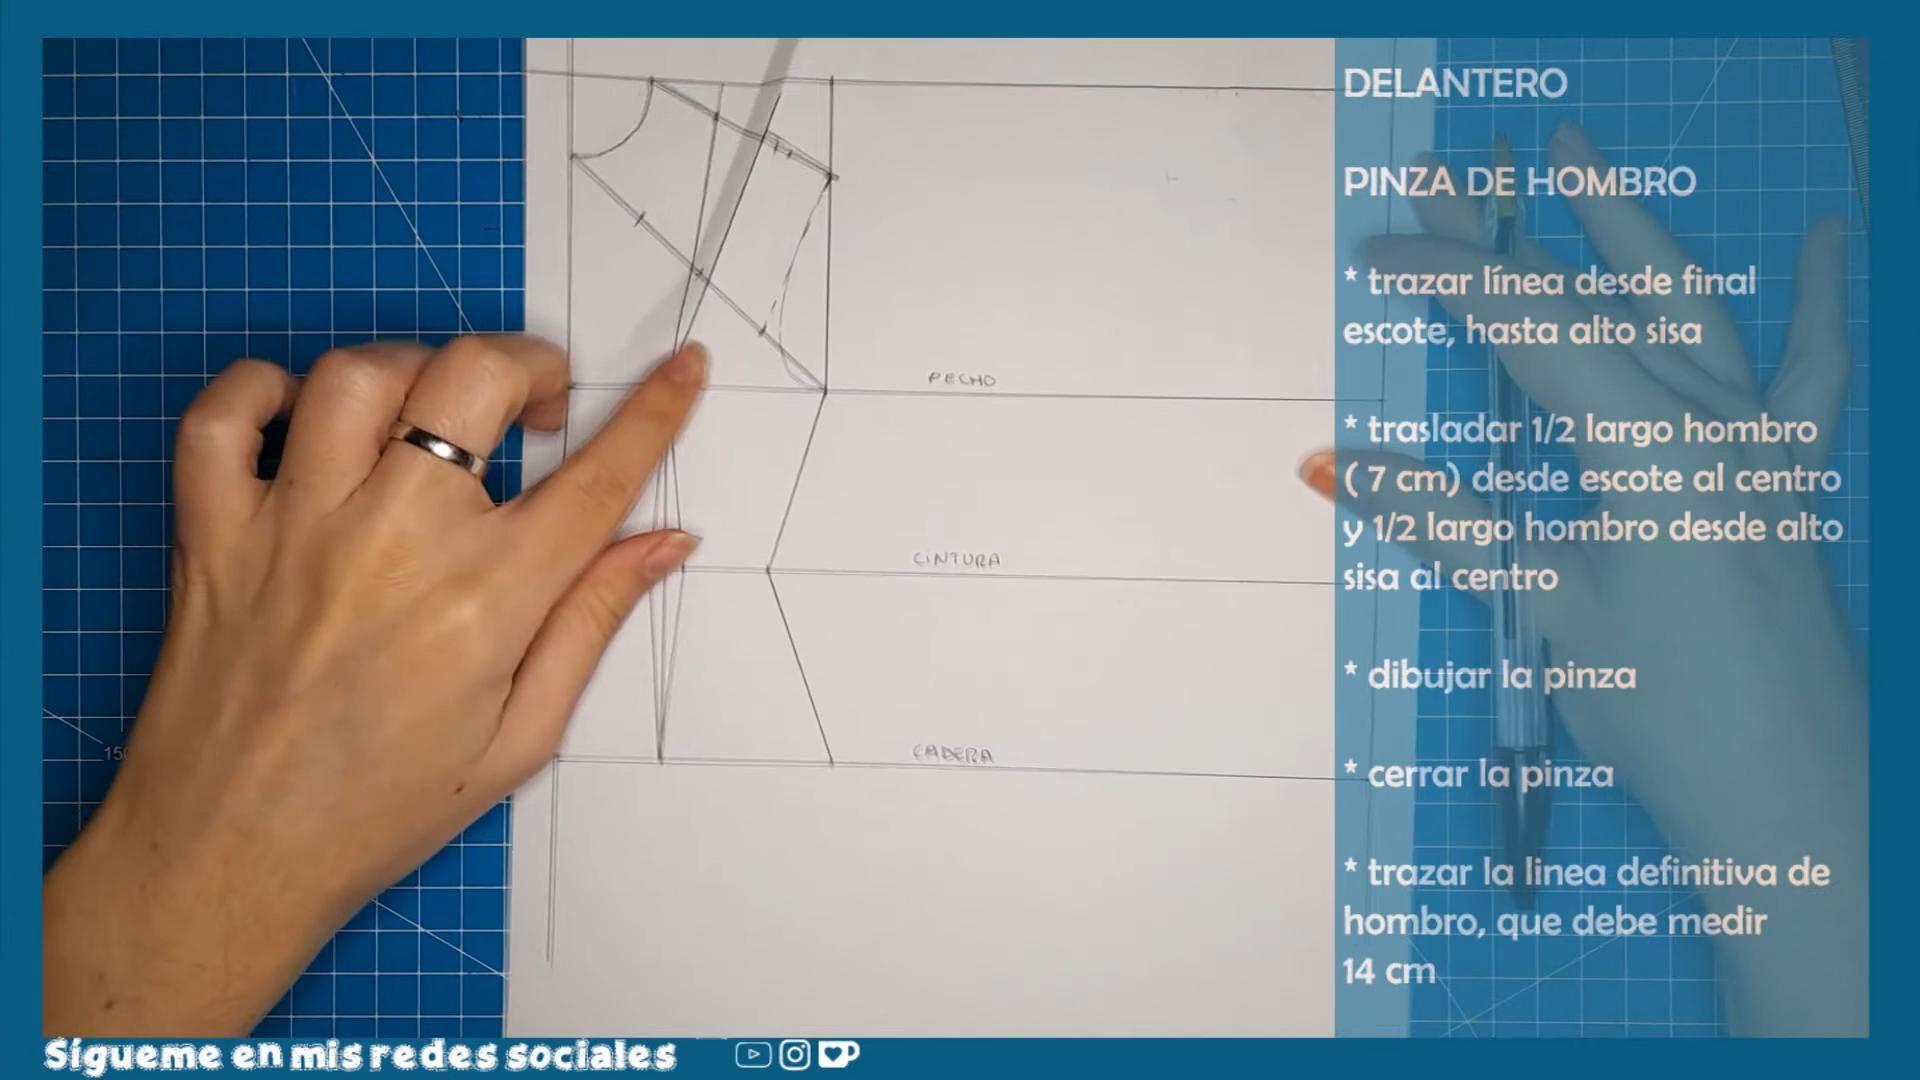 DELANTERO
PINZA DE HOMBRO
* trazar línea desde final
escote, hasta alto sisa
* trasladar 1/2 largo hombro
( 7 cm) desde escote al centro
y 1/2 largo hombro desde alto
sisa al centro
* dibujar la pinza
* cerrar la pinza
* trazar la linea definitiva de
hombro, que debe medir
14 cm
PECHO
CINTURA
CADERA
150
Sígueme en mis redes sociales